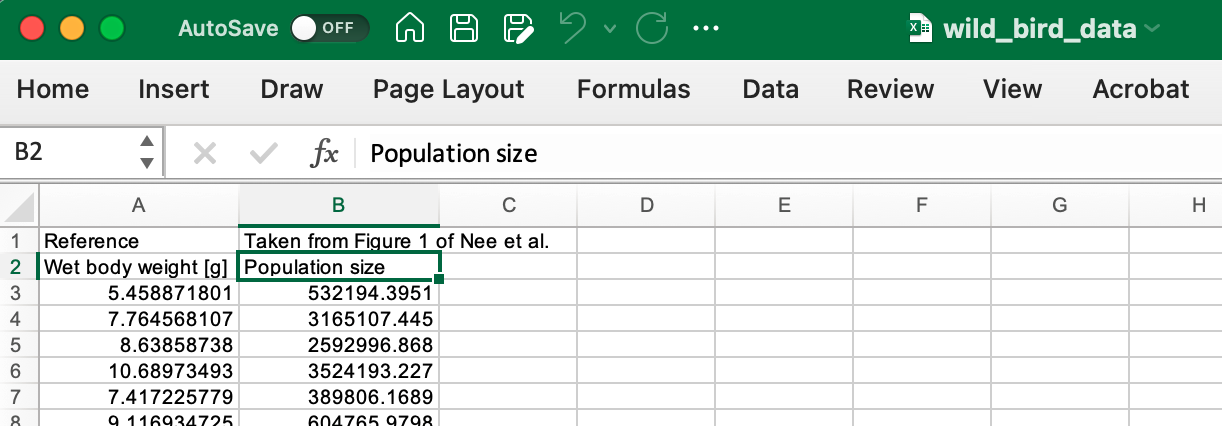 AutoSave OFF wild_bird_data
Home Insert Draw Page Layout Formulas Data Review View Acrobat
B2 fx Population size
A B C D E F G H
1 Reference Taken from Figure 1 of Nee et al.
2 Wet body weight [g] Population size
3 5.458871801 532194.3951
4 7.764568107 3165107.445
5 8.63858738 2592996.868
6 10.68973493 3524193.227
7 7.417225779 389806.1689
8 9.116934725 604765.9798